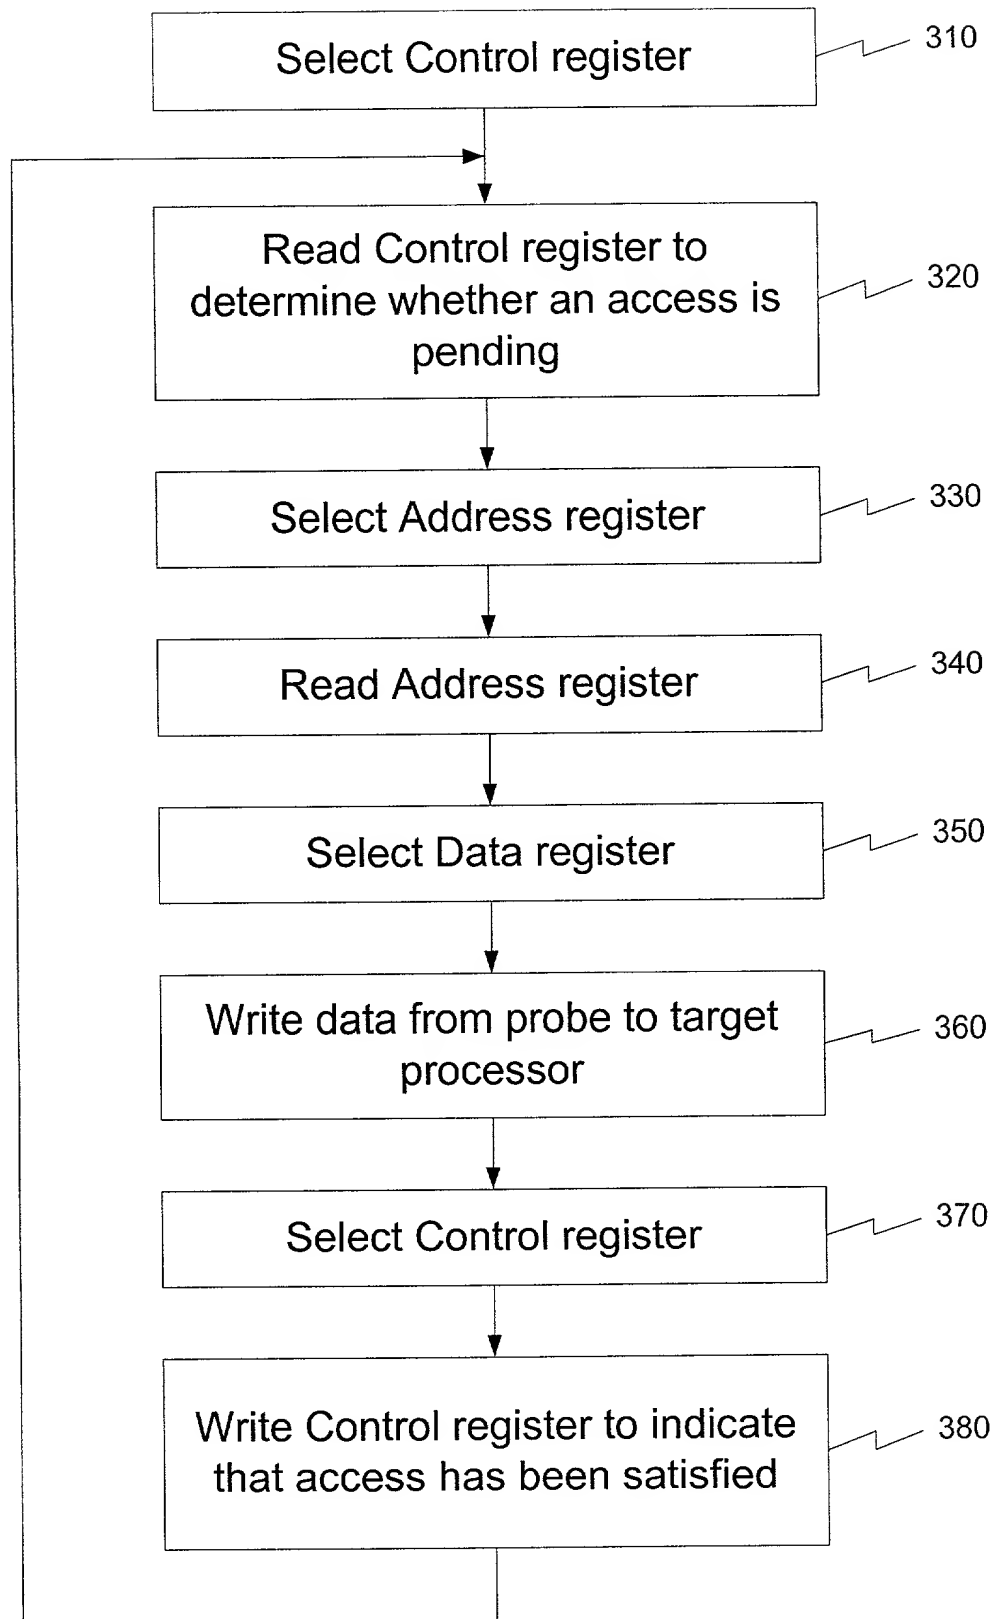 Select Control register
310
Read Control register to
determine whether an access is
pending
320
Select Address register
330
Read Address register
340
Select Data register
350
Write data from probe to target
processor
360
Select Control register
370
Write Control register to indicate
that access has been satisfied
380